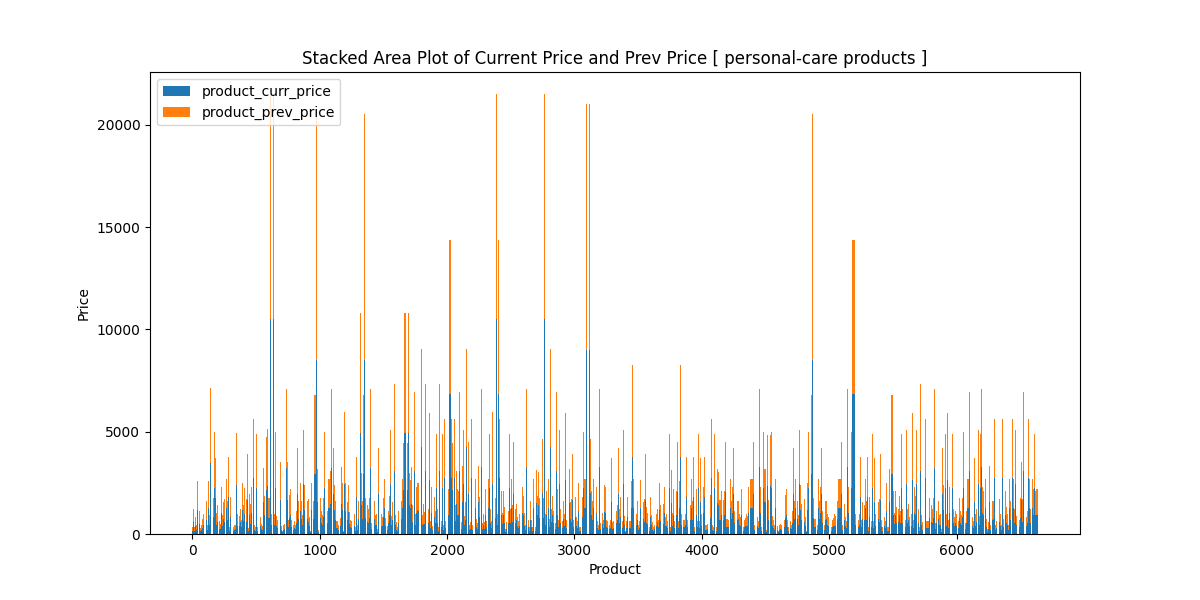 Stacked Area Plot of Current Price and Prev Price [ personal-care products ]
product_curr_price
product_prev_price
20000
15000
10000
5000
0
Price
0 1000 2000 3000 4000 5000 6000
Product